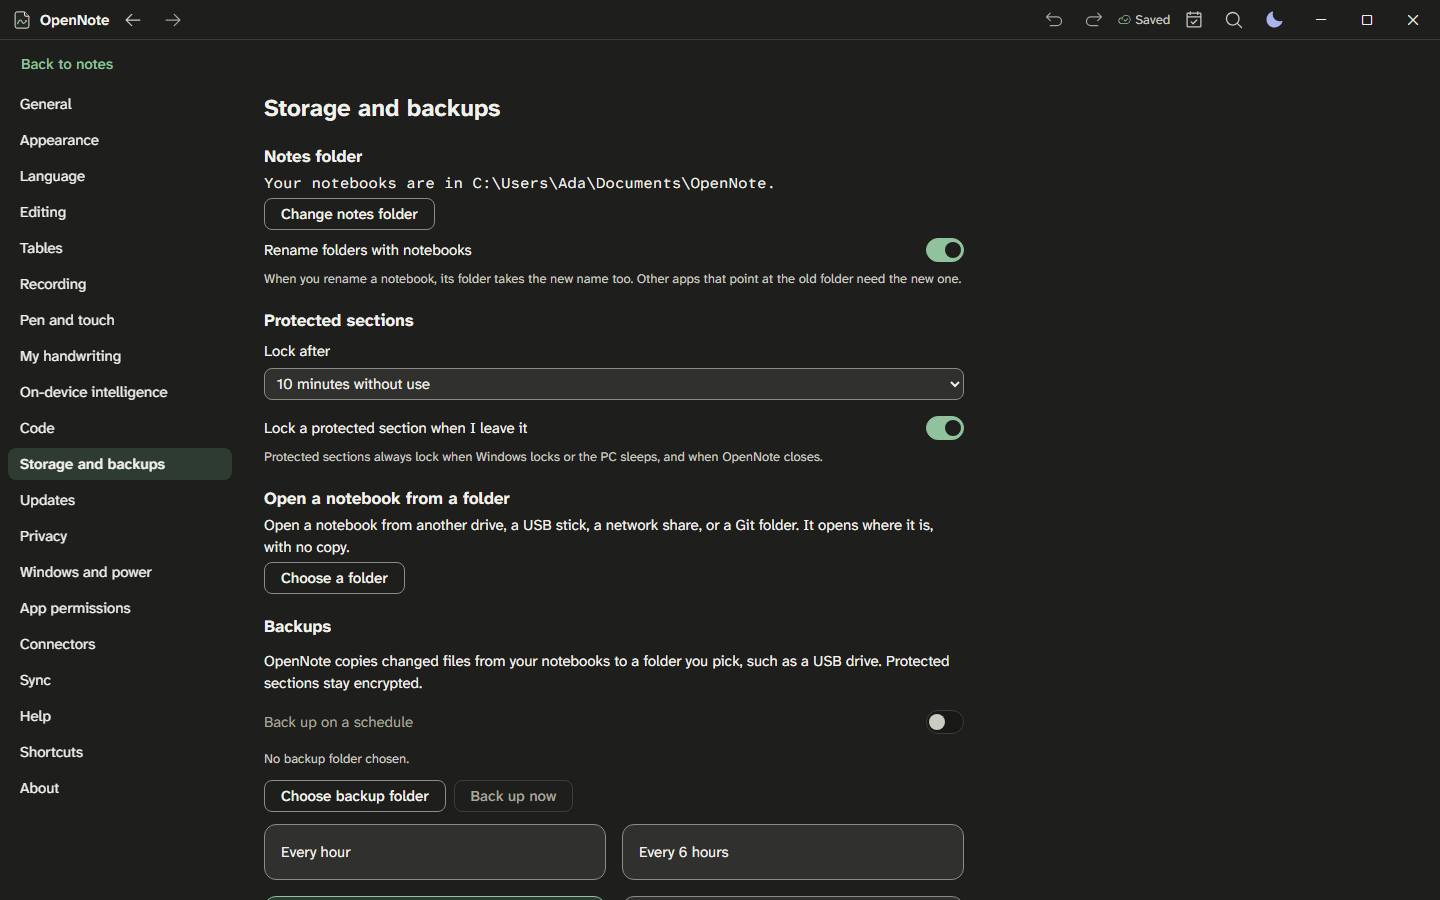 OpenNote
Saved
Back to notes
General
Appearance
Language
Editing
Tables
Recording
Pen and touch
My handwriting
On-device intelligence
Code
Storage and backups
Updates
Privacy
Windows and power
App permissions
Connectors
Sync
Help
Shortcuts
About
Storage and backups
Notes folder
Your notebooks are in C:\Users\Ada\Documents\OpenNote.
Change notes folder
Rename folders with notebooks
When you rename a notebook, its folder takes the new name too. Other apps that point at the old folder need the new one.
Protected sections
Lock after
10 minutes without use
Lock a protected section when I leave it
Protected sections always lock when Windows locks or the PC sleeps, and when OpenNote closes.
Open a notebook from a folder
Open a notebook from another drive, a USB stick, a network share, or a Git folder. It opens where it is,
with no copy.
Choose a folder
Backups
OpenNote copies changed files from your notebooks to a folder you pick, such as a USB drive. Protected
sections stay encrypted.
Back up on a schedule
No backup folder chosen.
Choose backup folder
Back up now
Every hour
Every 6 hours